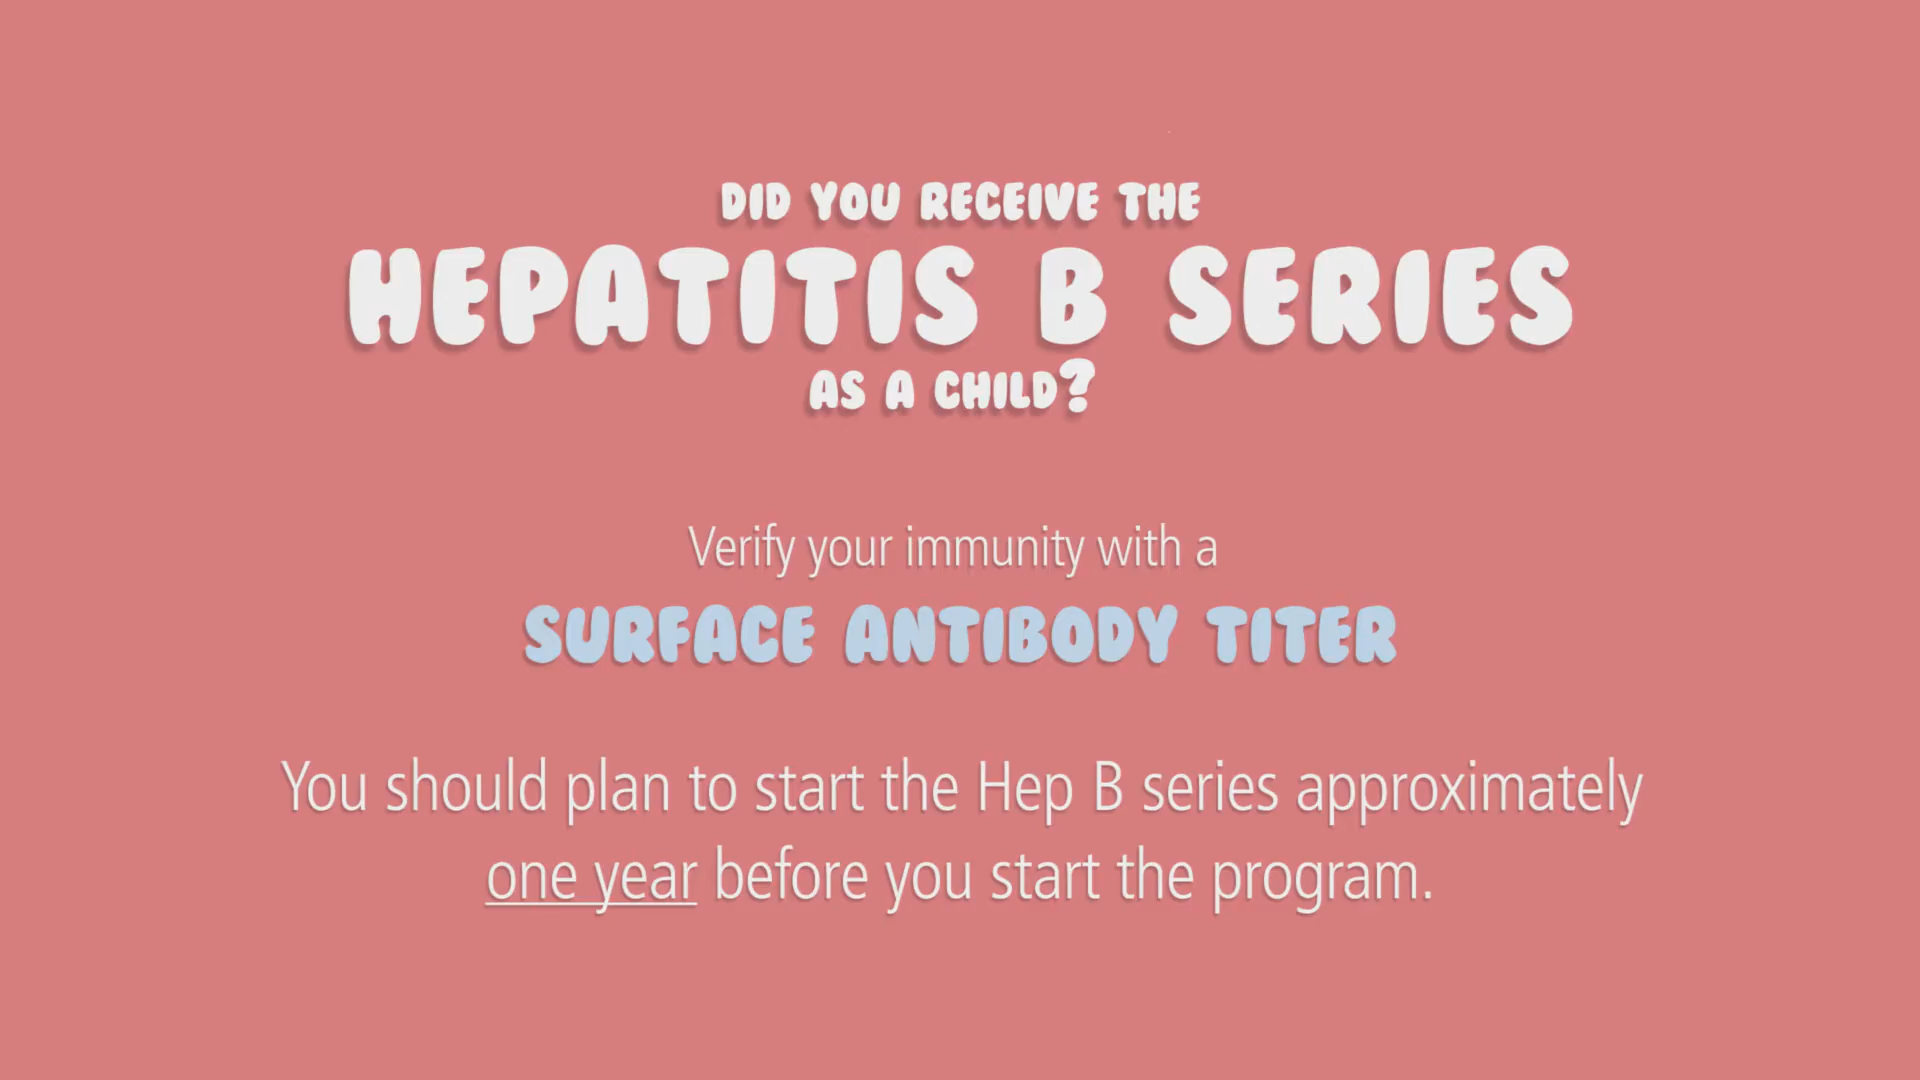 DID YOU RECEIVE THE
HEPATITIS B SERIES
AS A CHILD?
Verify your immunity with a
SURFACE ANTIBODY TITER
You should plan to start the Hep B series approximately
one year before you start the program.